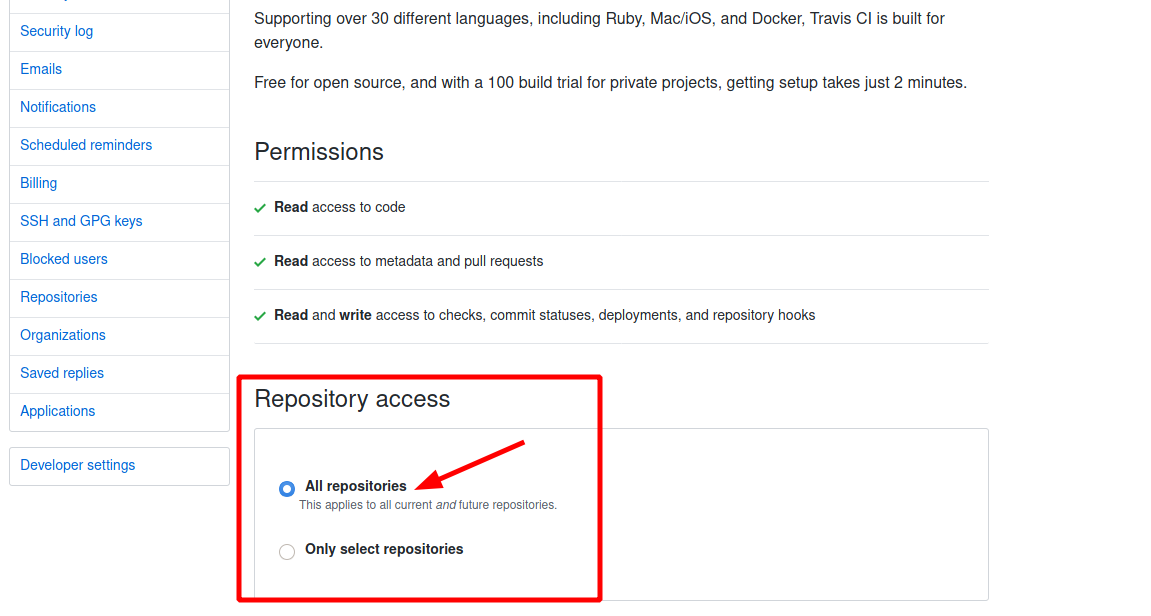 Security log
Emails
Notifications
Scheduled reminders
Billing
SSH and GPG keys
Blocked users
Repositories
Organizations
Saved replies
Applications
Developer settings
Supporting over 30 different languages, including Ruby, Mac/iOS, and Docker, Travis CI is built for
everyone.
Free for open source, and with a 100 build trial for private projects, getting setup takes just 2 minutes.
Permissions
Read access to code
Read access to metadata and pull requests
Read and write access to checks, commit statuses, deployments, and repository hooks
Repository access
All repositories
This applies to all current and future repositories.
Only select repositories